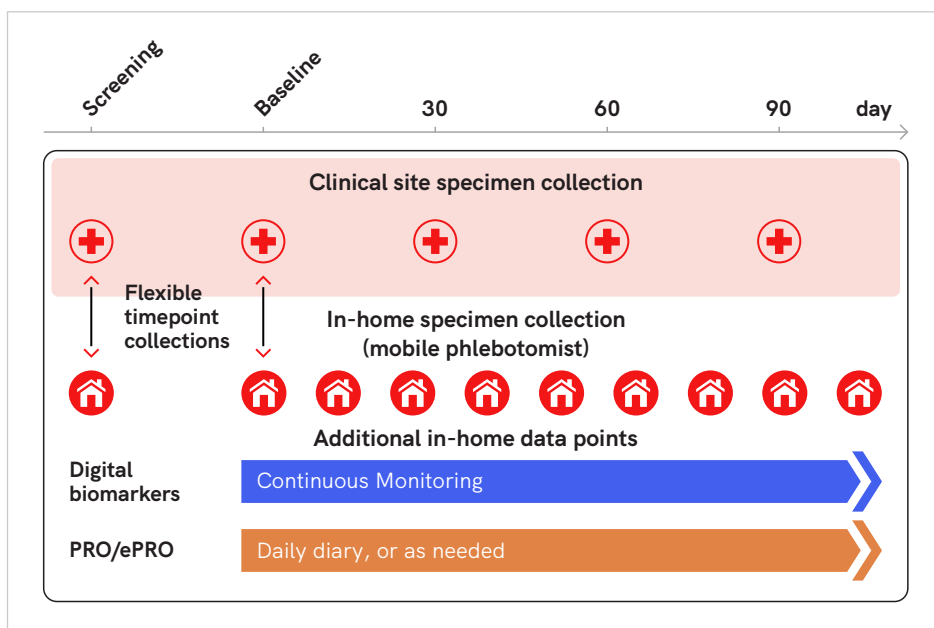 Screening
Baseline
30
60
90
day
Clinical site specimen collection
Flexible
timepoint
collections
In-home specimen collection
(mobile phlebotomist)
Additional in-home data points
Digital
biomarkers
Continuous Monitoring
PRO/ePRO
Daily diary, or as needed